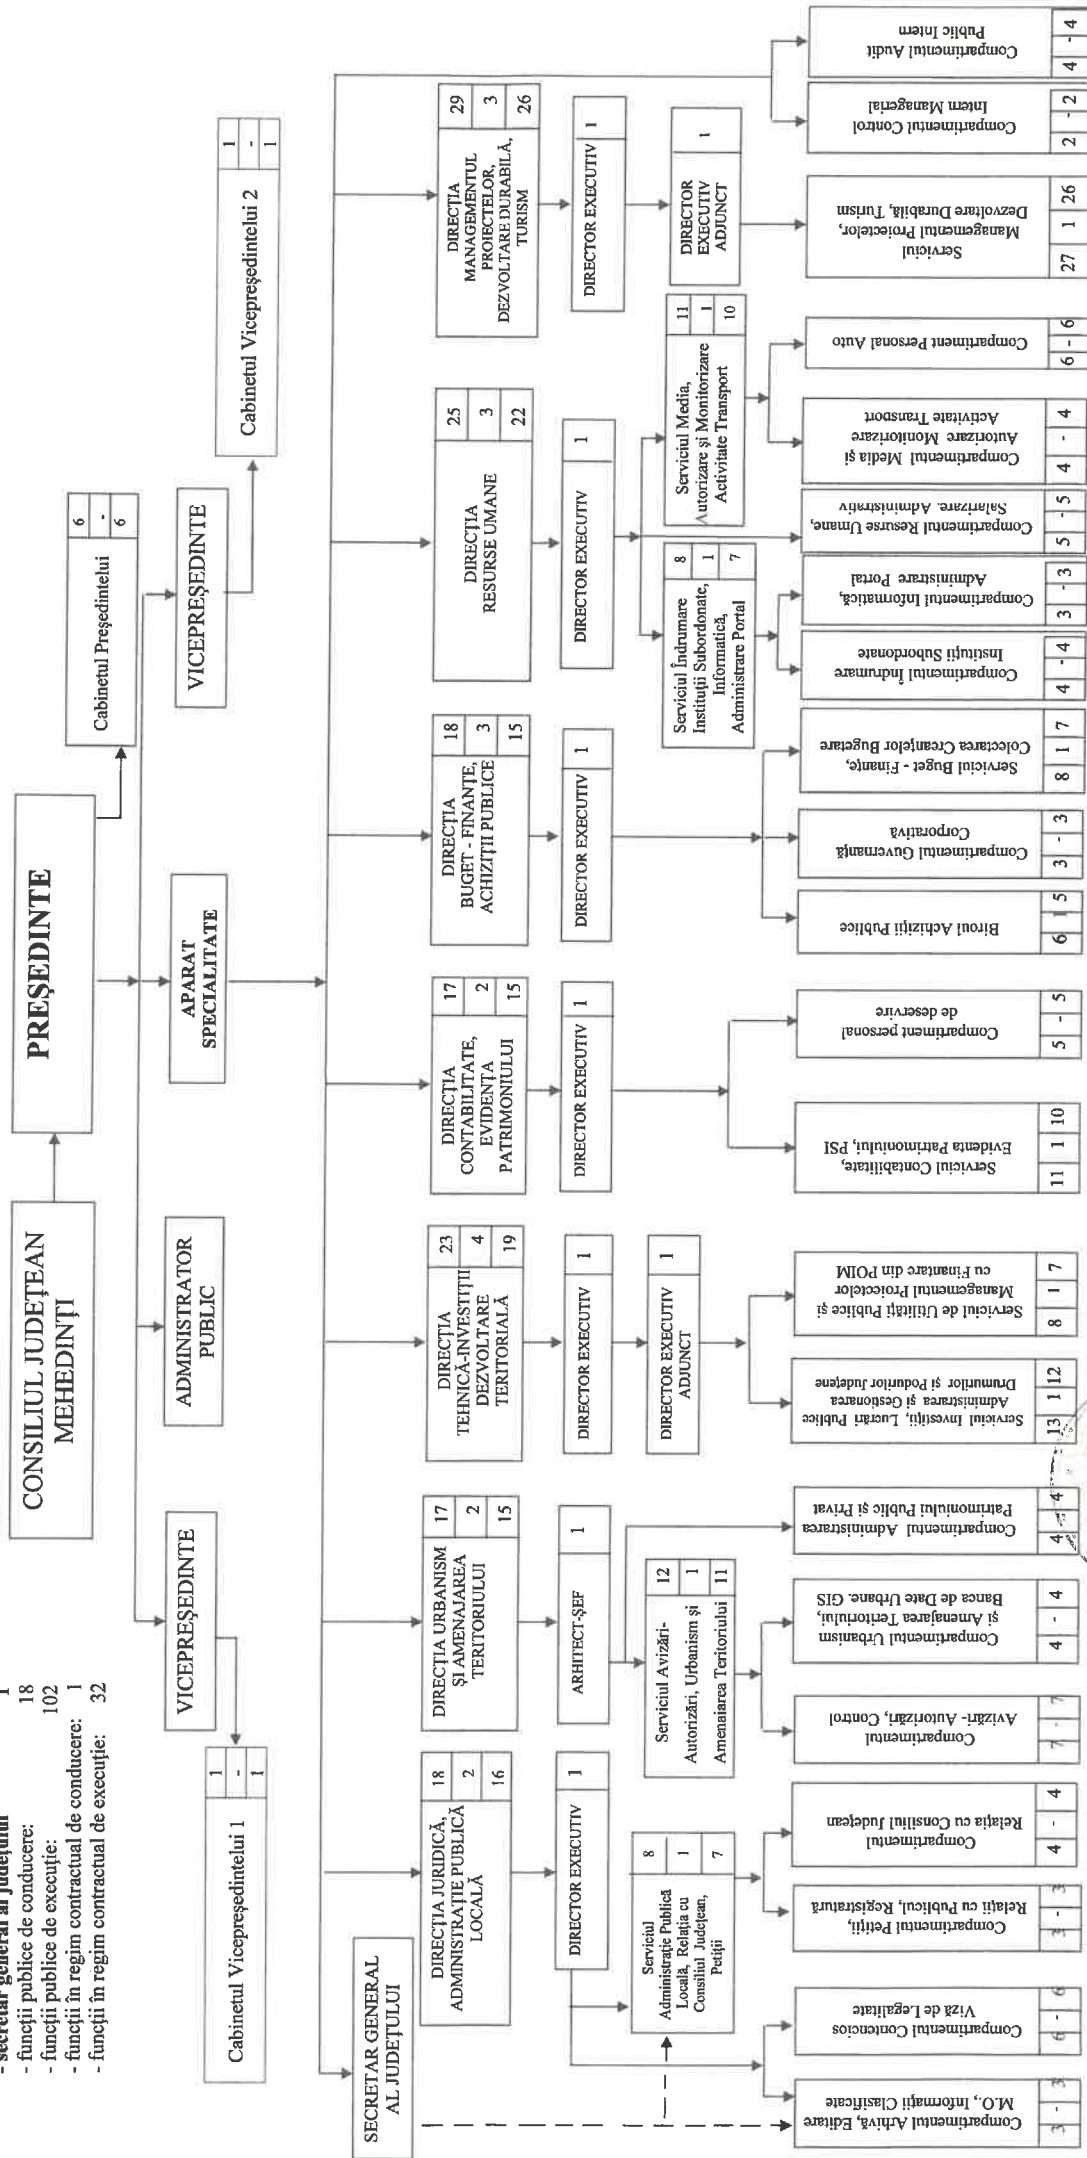 - secretar general al județului 1
- funcții publice de conducere: 18
- funcții publice de execuție: 102
- funcții în regim contractual de conducere: 1
- funcții în regim contractual de execuție: 32
CONSILIUL JUDEȚEAN
MEHEDINȚI
PREȘEDINTE
Cabinetul Președintelui
6
-
6
VICEPREȘEDINTE
ADMINISTRATOR
PUBLIC
APARAT
SPECIALITATE
VICEPREȘEDINTE
Cabinetul Vicepreședintelui 1
1
-
1
Cabinetul Vicepreședintelui 2
1
-
1
SECRETAR GENERAL
AL JUDEȚULUI
DIRECȚIA JURIDICĂ,
ADMINISTRAȚIE PUBLICĂ
LOCALĂ
18
2
16
DIRECȚIA URBANISM
ȘI AMENAJAREA
TERITORIULUI
17
2
15
DIRECȚIA
TEHNICĂ-INVESTIȚII
DEZVOLTARE
TERITORIALĂ
23
4
19
DIRECȚIA
CONTABILITATE,
EVIDENȚA
PATRIMONIULUI
17
2
15
DIRECȚIA
BUGET - FINANȚE,
ACHIZIȚII PUBLICE
18
3
15
DIRECȚIA
RESURSE UMANE
25
3
22
DIRECȚIA
MANAGEMENTUL
PROIECTELOR,
DEZVOLTARE DURABILĂ,
TURISM
29
3
26
DIRECTOR EXECUTIV 1
ARHITECT-ȘEF 1
DIRECTOR EXECUTIV 1
DIRECTOR EXECUTIV 1
DIRECTOR EXECUTIV 1
DIRECTOR EXECUTIV 1
DIRECTOR EXECUTIV 1
Serviciul
Administrație Publică
Locală, Relația cu
Consiliul Județean,
Petiții
8
1
7
Serviciul Avizări-
Autorizări, Urbanism și
Amenajarea Teritoriului
12
1
11
DIRECTOR EXECUTIV
ADJUNCT
1
Serviciul Îndrumare
Instituții Subordonate,
Informatică,
Administrare Portal
8
1
7
Serviciul Media,
Autorizare și Monitorizare
Activitate Transport
11
1
10
DIRECTOR
EXECUTIV
ADJUNCT
1
Compartimentul Arhivă, Editare
M.O., Informații Clasificate
3 - 3
Compartimentul Contencios
Viză de Legalitate
6 - 6
Compartimentul Petiții,
Relații cu Publicul, Registratură
3 - 3
Compartimentul
Relația cu Consiliul Județean
4 - 4
Compartimentul
Avizări- Autorizări, Control
7 - 7
Compartimentul Urbanism
și Amenajarea Teritoriului,
Banca de Date Urbane. GIS
4 - 4
Compartimentul Administrarea
Patrimoniului Public și Privat
4 4
Serviciul Investiții, Lucrări Publice
Administrarea și Gestionarea
Drumurilor și Podurilor Județene
13 1 12
Serviciul de Utilități Publice și
Managementul Proiectelor
cu Finanțare din POIM
8 1 7
Serviciul Contabilitate,
Evidenta Patrimoniului, PSI
11 1 10
Compartiment personal
de deservire
5 - 5
Biroul Achiziții Publice
6 1 5
Compartimentul Guvernanță
Corporativă
3 - 3
Serviciul Buget - Finanțe,
Colectarea Creanțelor Bugetare
8 1 7
Compartimentul Îndrumare
Instituții Subordonate
4 - 4
Compartimentul Informatică,
Administrare Portal
3 - 3
Compartimentul Resurse Umane,
Salarizare. Administrativ
5 - 5
Compartimentul Media și
Autorizare Monitorizare
Activitate Transport
4 - 4
Compartiment Personal Auto
6 - 6
Serviciul
Managementul Proiectelor,
Dezvoltare Durabilă, Turism
27 1 26
Compartimentul Control
Intern Managerial
2 - 2
Compartimentul Audit
Public Intern
4 - 4